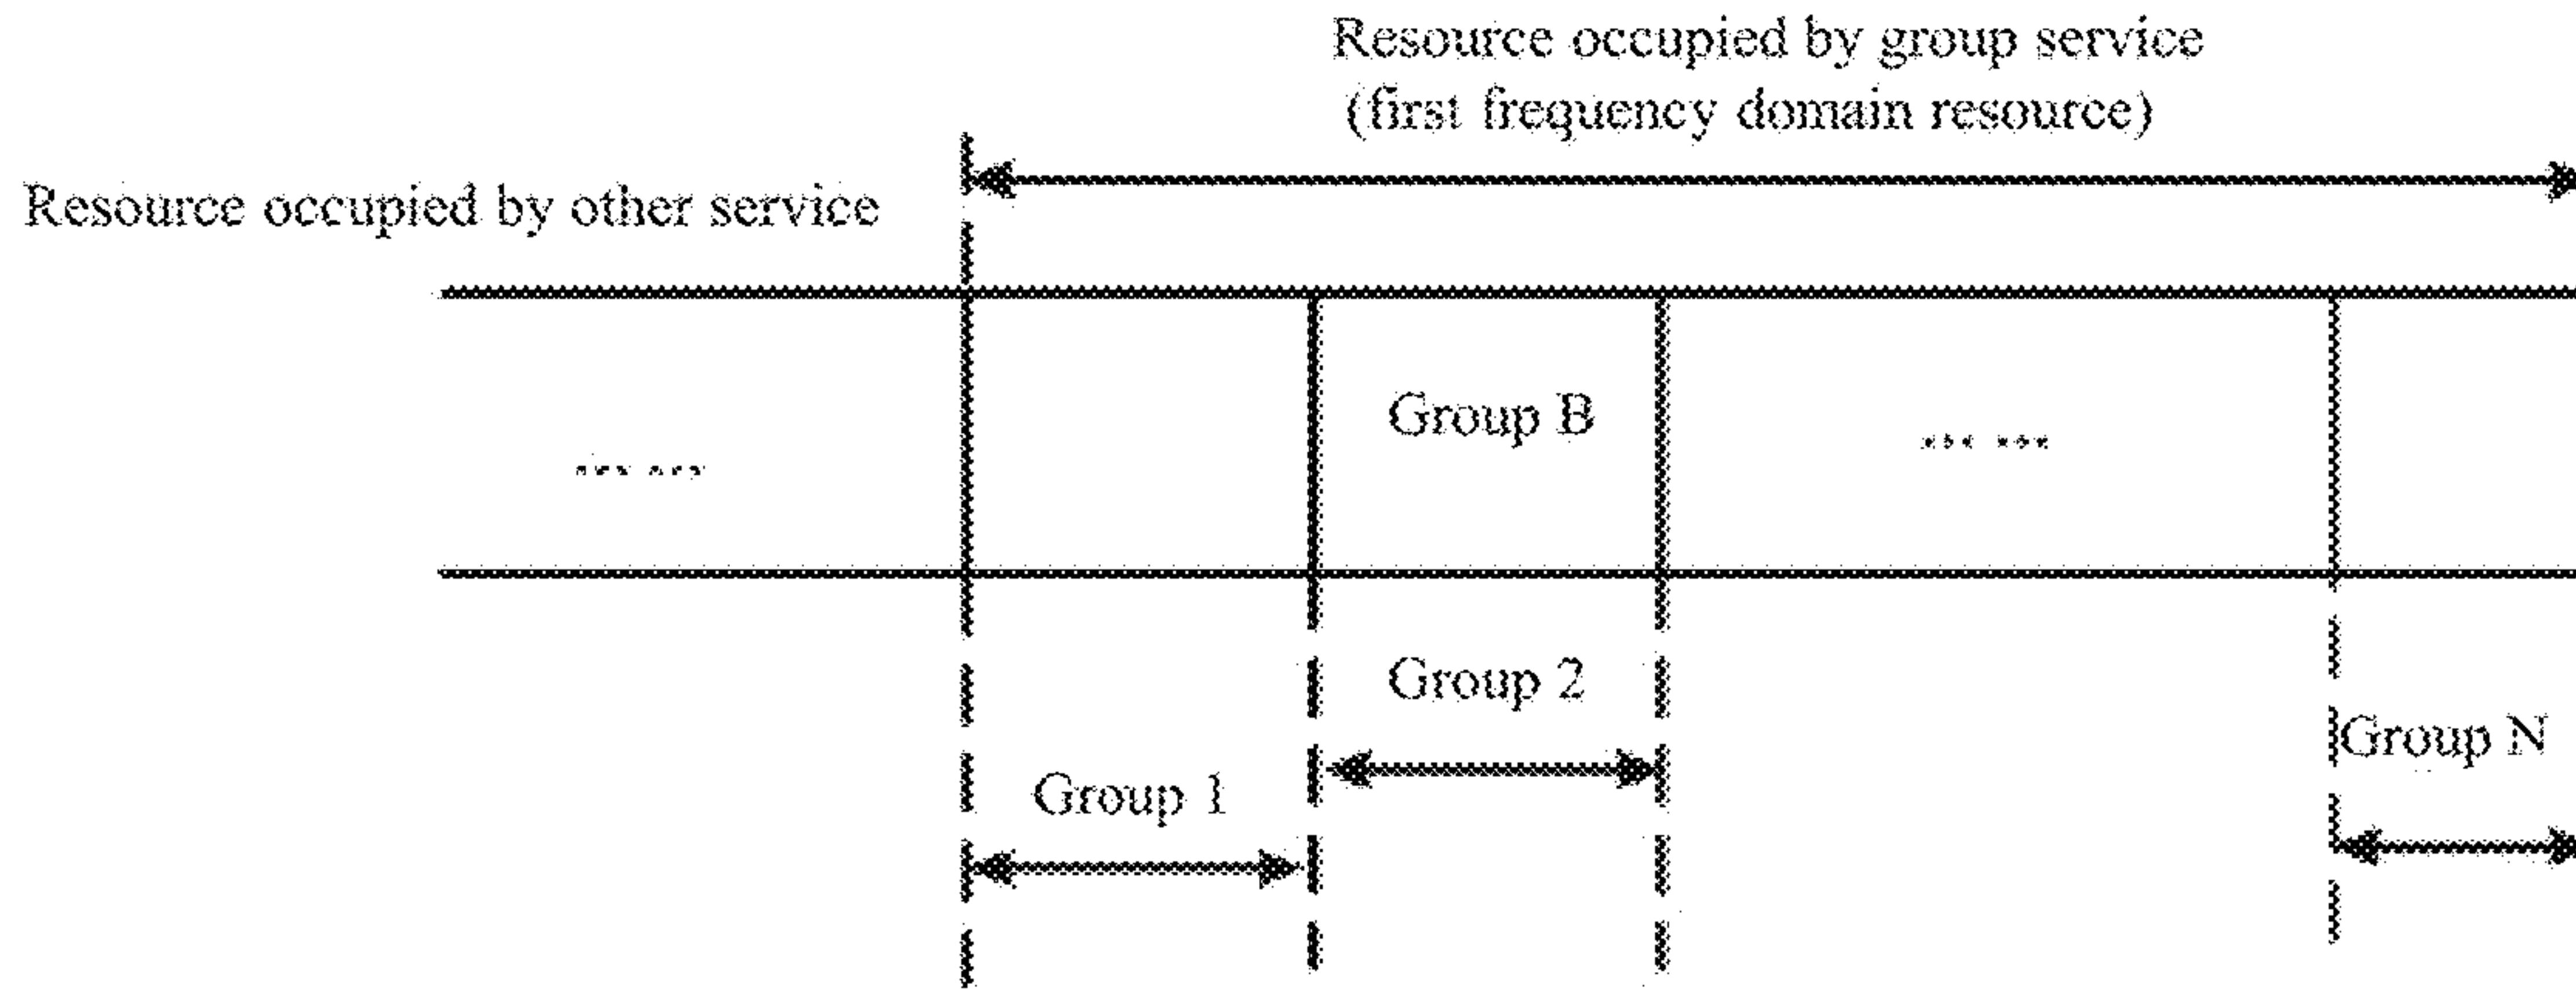 Resource occupied by group service
(first frequency domain resource)
Resource occupied by other service
Group B
... ...
... ...
Group 2
Group N
Group 1